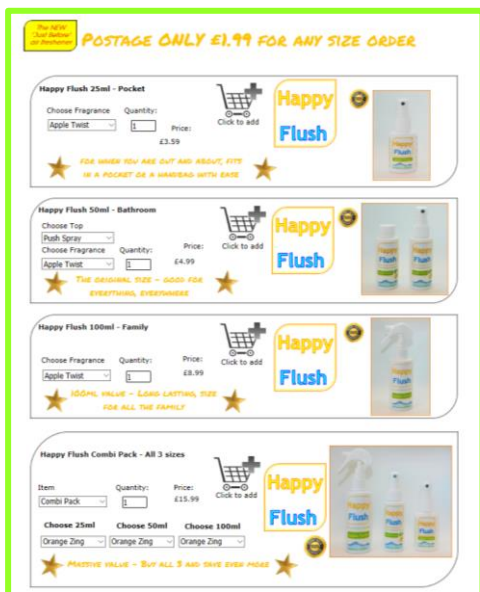 The NEW
"Just Before"
air freshener
POSTAGE ONLY £1.99 FOR ANY SIZE ORDER
Happy Flush 25ml - Pocket
Choose Fragrance Quantity:
Apple Twist 1
Price:
£3.59
Click to add
Happy
Flush
FOR WHEN YOU ARE OUT AND ABOUT, FITS
IN A POCKET OR A HANDBAG WITH EASE
Happy Flush 50ml - Bathroom
Choose Top
Push Spray
Choose Fragrance Quantity:
Apple Twist 1
Price:
£4.99
Click to add
Happy
Flush
THE ORIGINAL SIZE - GOOD FOR
EVERYTHING, EVERYWHERE
Happy Flush 100ml - Family
Choose Fragrance Quantity:
Apple Twist 1
Price:
£8.99
Click to add
Happy
Flush
100ML VALUE - LONG LASTING, SIZE
FOR ALL THE FAMILY
Happy Flush Combi Pack - All 3 sizes
Item Quantity: Price:
Combi Pack 1 £15.99
Click to add
Happy
Flush
Choose 25ml Choose 50ml Choose 100ml
Orange Zing Orange Zing Orange Zing
MASSIVE VALUE - BUY ALL 3 AND SAVE EVEN MORE